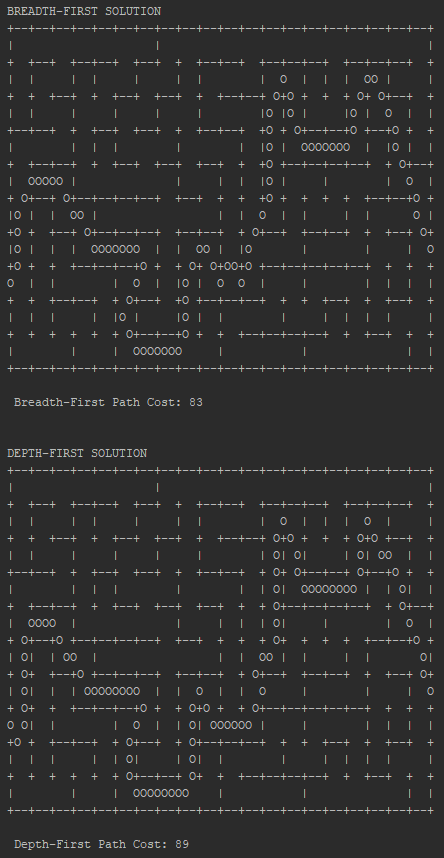 BREADTH-FIRST SOLUTION
Breadth-First Path Cost: 83
DEPTH-FIRST SOLUTION
Depth-First Path Cost: 89